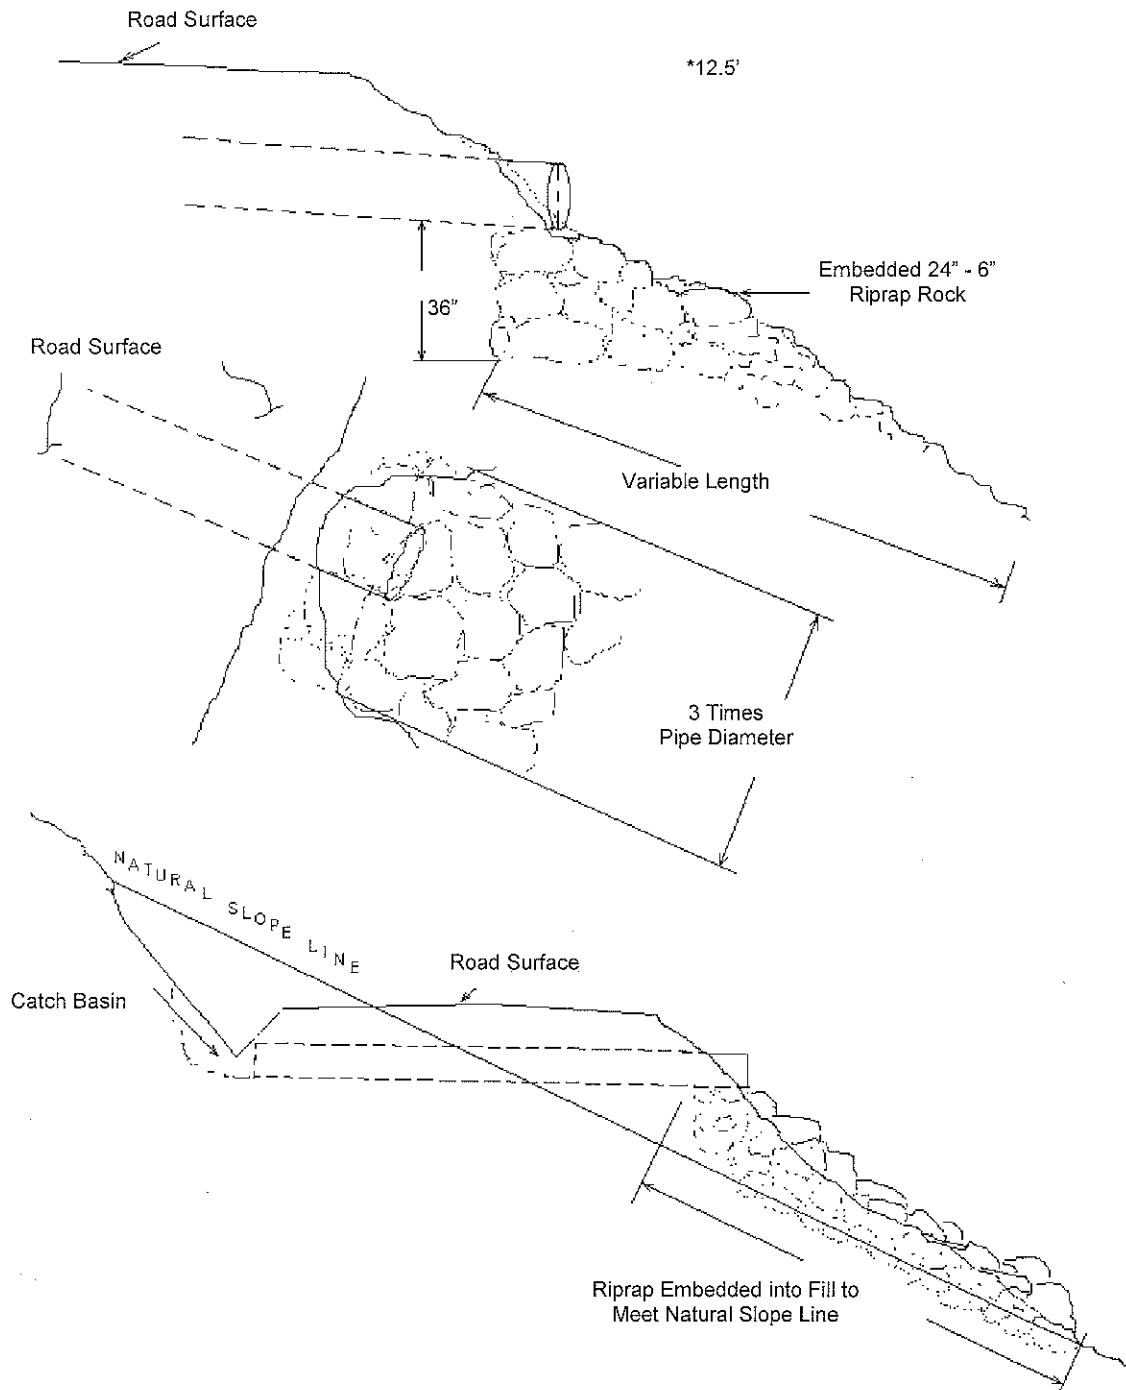 Road Surface
*12.5'
Embedded 24" - 6"
Riprap Rock
36"
Road Surface
Variable Length
3 Times
Pipe Diameter
NATURAL SLOPE LINE
Road Surface
Catch Basin
Riprap Embedded into Fill to
Meet Natural Slope Line